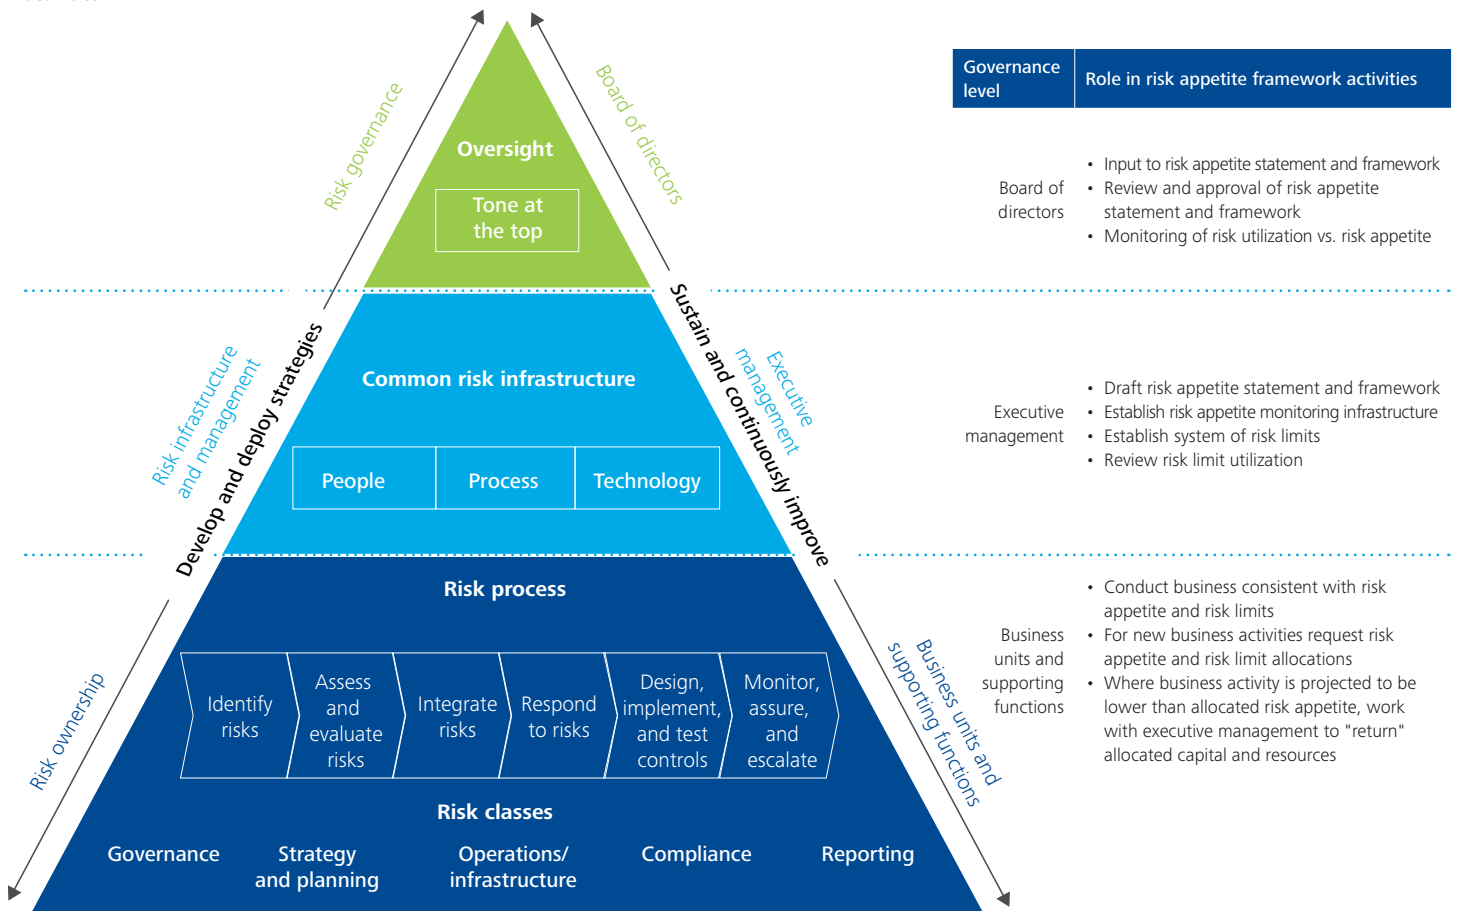 Risk governance
Board of directors
Oversight
Tone at
the top
Develop and deploy strategies
Sustain and continuously improve
Risk infrastructure
and management
Executive
management
Common risk infrastructure
People
Process
Technology
Risk ownership
Business units and
supporting functions
Risk process
Identify
risks
Assess
and
evaluate
risks
Integrate
risks
Respond
to risks
Design,
implement,
and test
controls
Monitor,
assure,
and
escalate
Risk classes
Governance
Strategy
and planning
Operations/
infrastructure
Compliance
Reporting
Governance
level
Role in risk appetite framework activities
Board of
directors
• Input to risk appetite statement and framework
• Review and approval of risk appetite
statement and framework
• Monitoring of risk utilization vs. risk appetite
Executive
management
• Draft risk appetite statement and framework
• Establish risk appetite monitoring infrastructure
• Establish system of risk limits
• Review risk limit utilization
Business
units and
supporting
functions
• Conduct business consistent with risk
appetite and risk limits
• For new business activities request risk
appetite and risk limit allocations
• Where business activity is projected to be
lower than allocated risk appetite, work
with executive management to "return"
allocated capital and resources